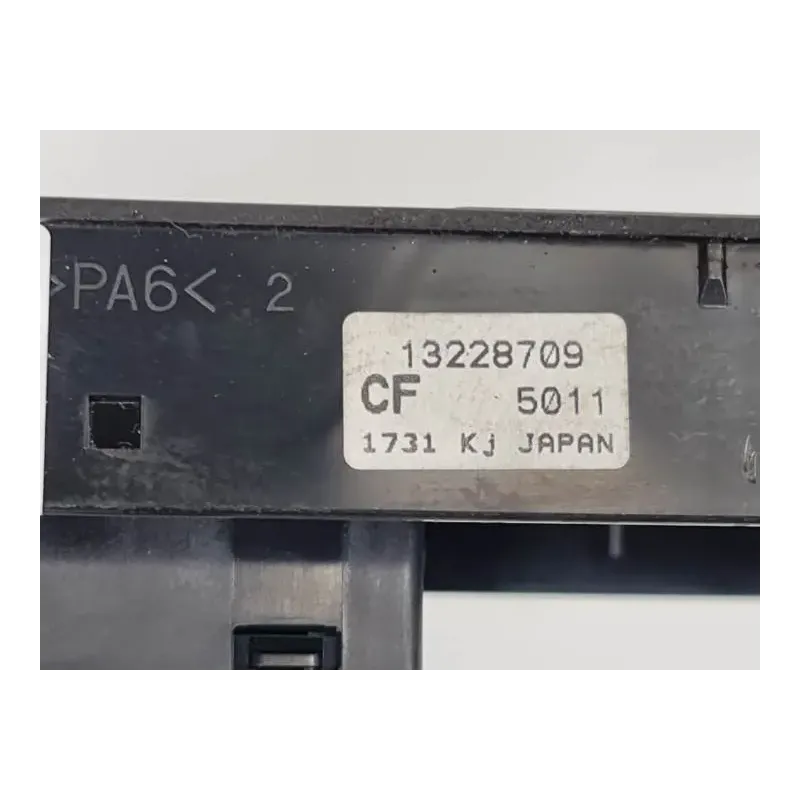 >PA6< 2
13228709
CF 5011
1731 Kj JAPAN